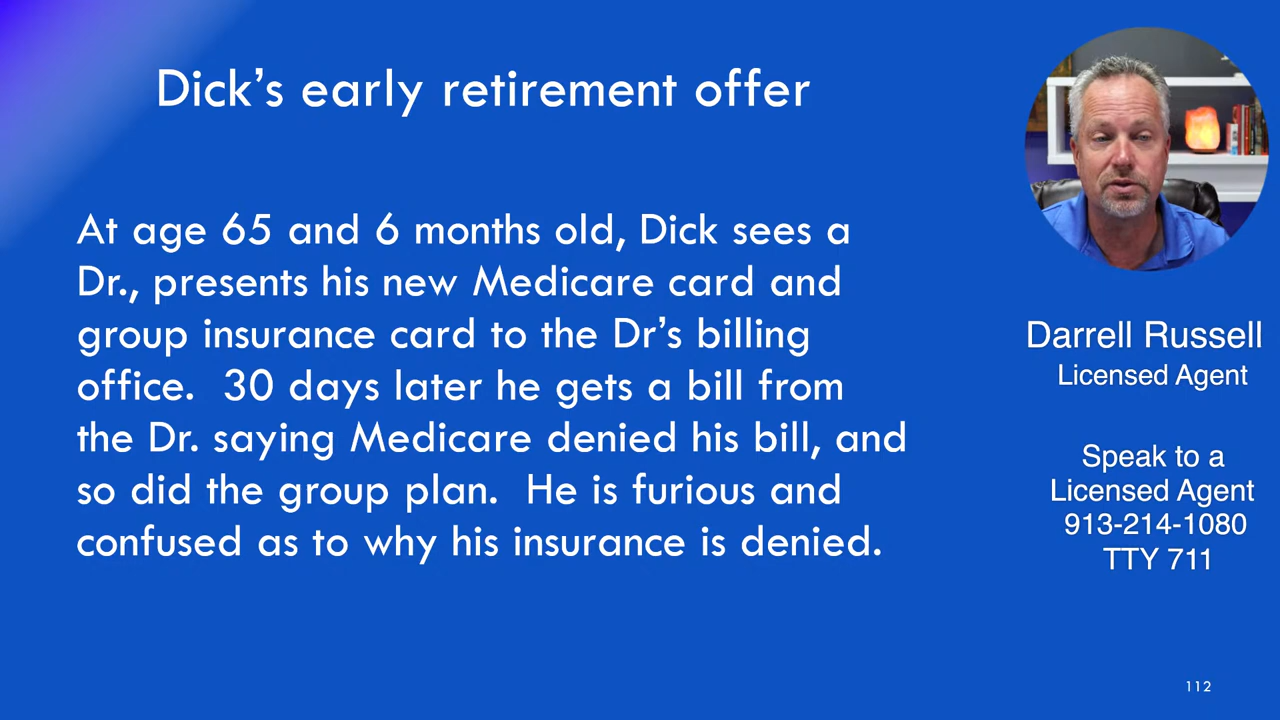 Dick’s early retirement offer
At age 65 and 6 months old, Dick sees a
Dr., presents his new Medicare card and
group insurance card to the Dr’s billing
office.  30 days later he gets a bill from
the Dr. saying Medicare denied his bill, and
so did the group plan.  He is furious and
confused as to why his insurance is denied.
Darrell Russell
Licensed Agent
Speak to a
Licensed Agent
913-214-1080
TTY 711
112